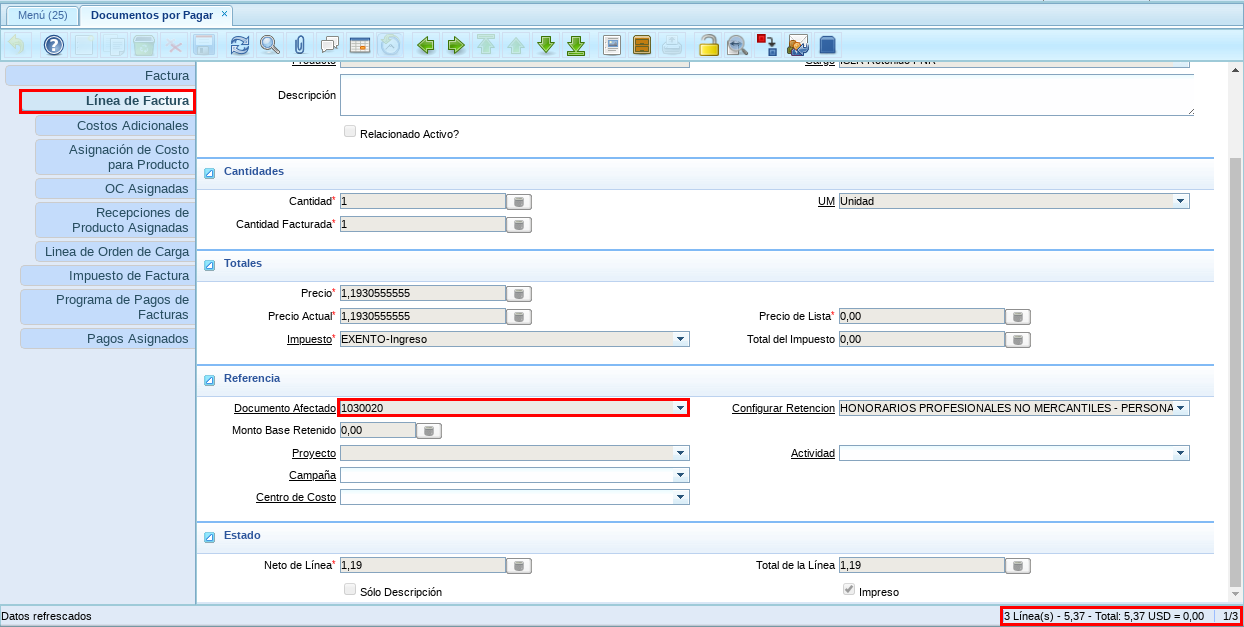 Menú (25)
Documentos por Pagar ×
Factura
Línea de Factura
Costos Adicionales
Asignación de Costo
para Producto
OC Asignadas
Recepciones de
Producto Asignadas
Linea de Orden de Carga
Impuesto de Factura
Programa de Pagos de
Facturas
Pagos Asignados
Producto
Cargo ISLR Retenido PNR
Descripción
Relacionado Activo?
Cantidades
Cantidad* 1
UM Unidad
Cantidad Facturada* 1
Totales
Precio* 1,1930555555
Precio Actual* 1,1930555555
Precio de Lista* 0,00
Impuesto* EXENTO-Ingreso
Total del Impuesto 0,00
Referencia
Documento Afectado 1030020
Configurar Retencion HONORARIOS PROFESIONALES NO MERCANTILES - PERSONA
Monto Base Retenido 0,00
Proyecto
Actividad
Campaña
Centro de Costo
Estado
Neto de Línea* 1,19
Total de la Línea 1,19
Sólo Descripción
Impreso
Datos refrescados
3 Línea(s) - 5,37 - Total: 5,37 USD = 0,00
1/3